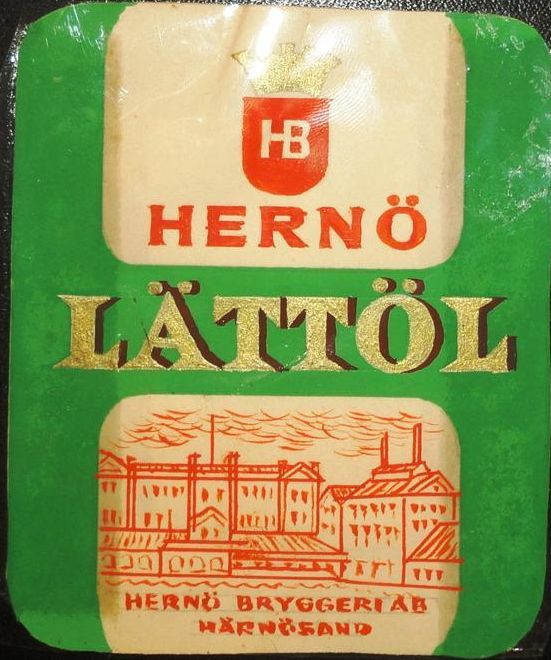 HB
HERNÖ
LÄTTÖL
HERNÖ BRYGGERI AB
HÄRNÖSAND